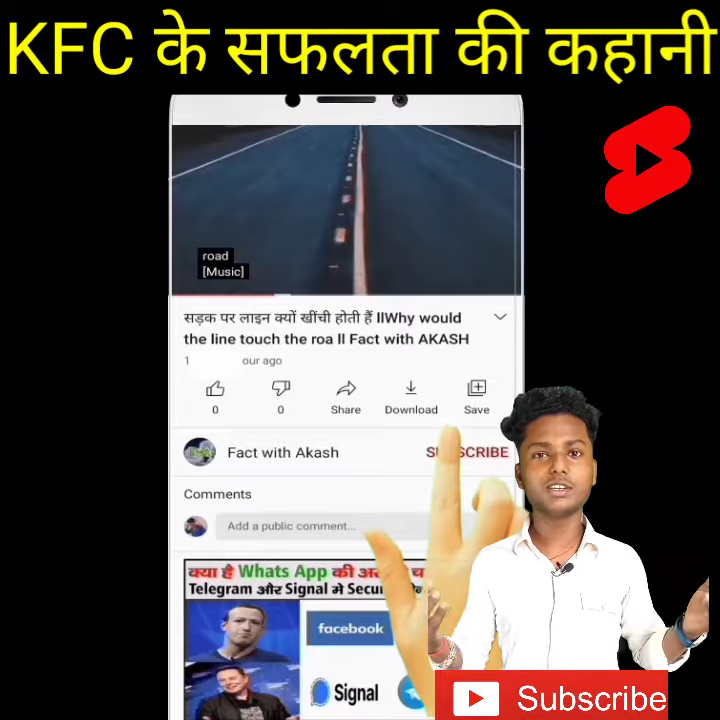 KFC के सफलता की कहानी
road
[Music]
सड़क पर लाइन क्यों खींची होती हैं llWhy would
the line touch the roa ll Fact with AKASH
1 our ago
0 0 Share Download Save
Fact with Akash
SUBSCRIBE
Comments
Add a public comment...
क्या है Whats App की
Telegram और Signal मे
facebook
Signal
Subscribe